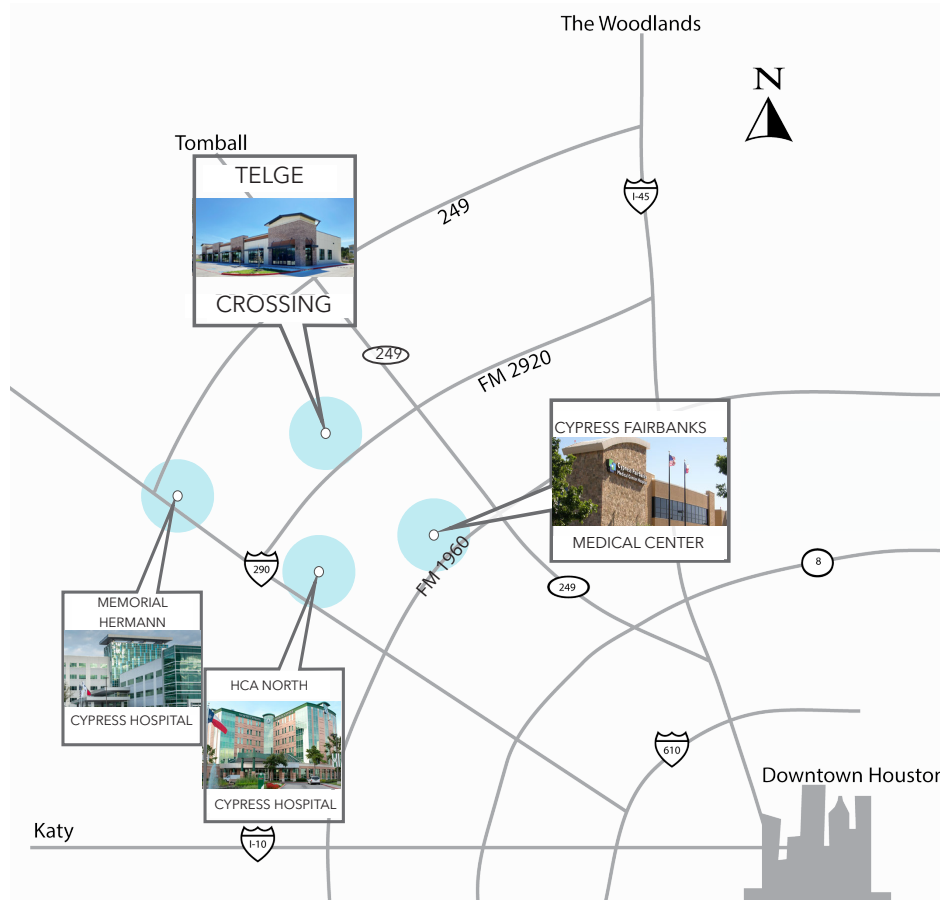 The Woodlands
N
Tomball
TELGE
I-45
249
CROSSING
249
FM 2920
CYPRESS FAIRBANKS
MEDICAL CENTER
FM 1960
8
290
249
MEMORIAL
HERMANN
CYPRESS HOSPITAL
HCA NORTH
CYPRESS HOSPITAL
610
Downtown Houston
Katy
I-10